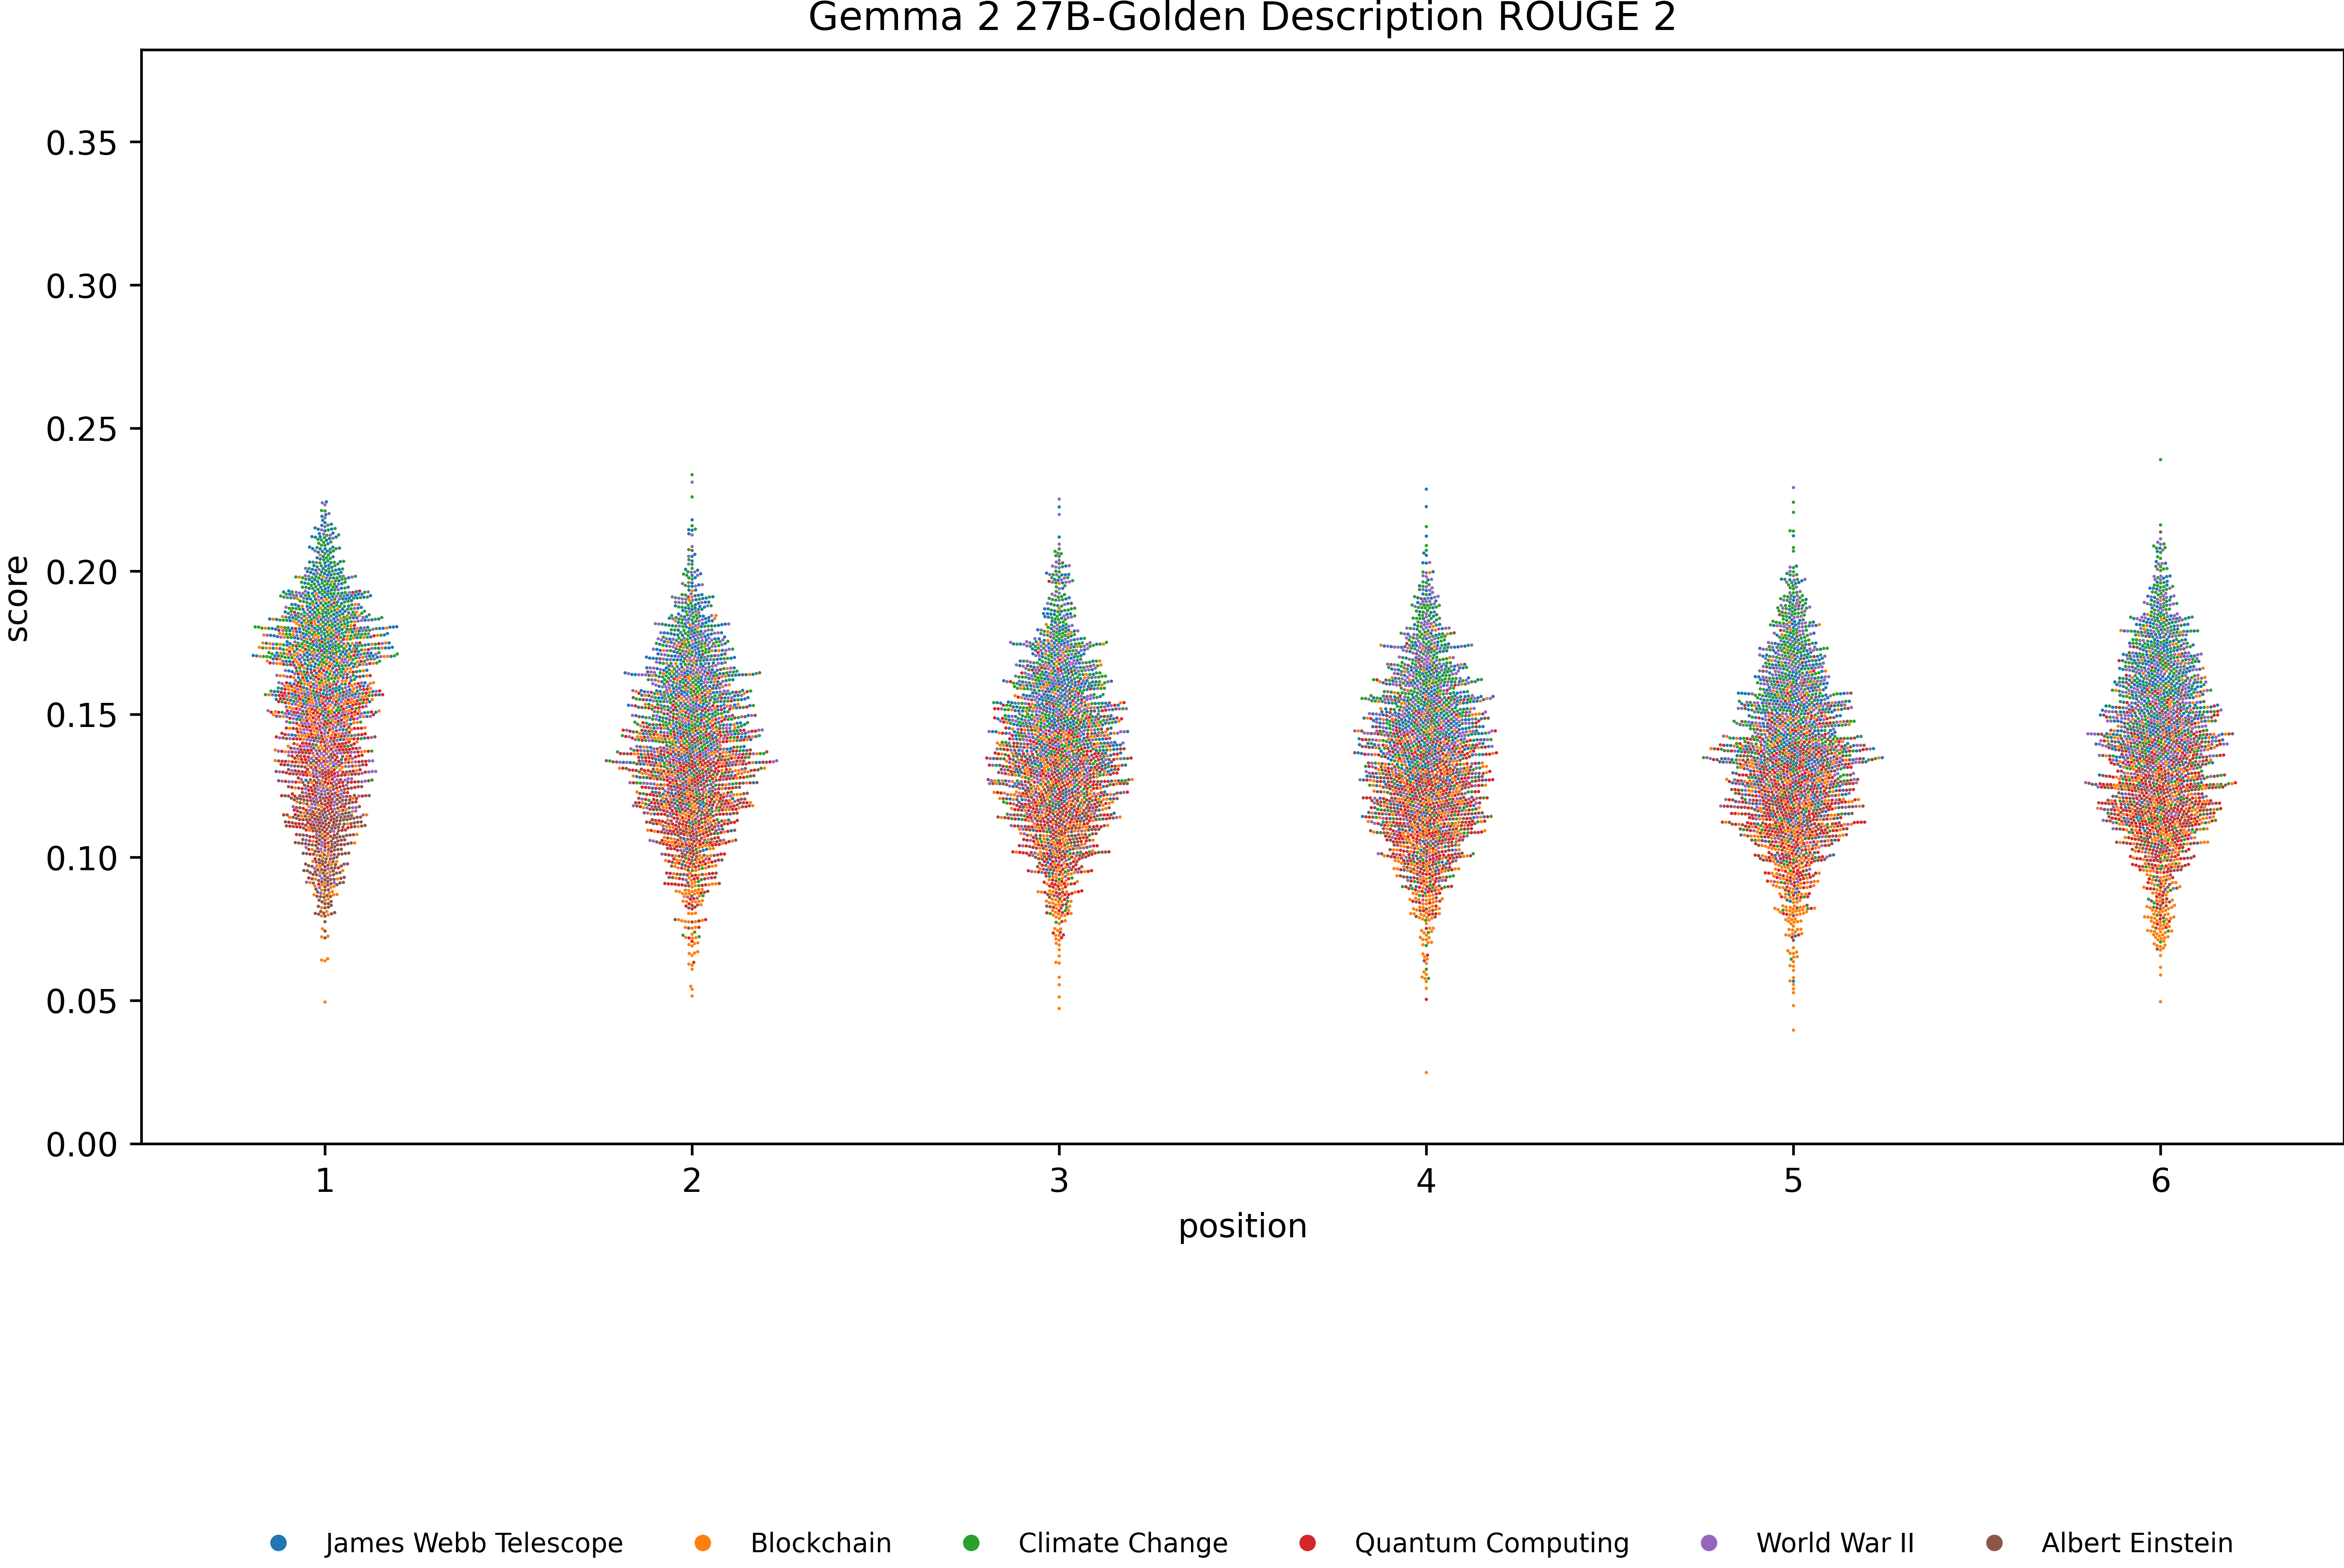 Gemma 2 27B-Golden Description ROUGE 2
0.35
0.30
0.25
0.20
0.15
0.10
0.05
0.00
score
1 2 3 4 5 6
position
James Webb Telescope Blockchain Climate Change Quantum Computing World War II Albert Einstein